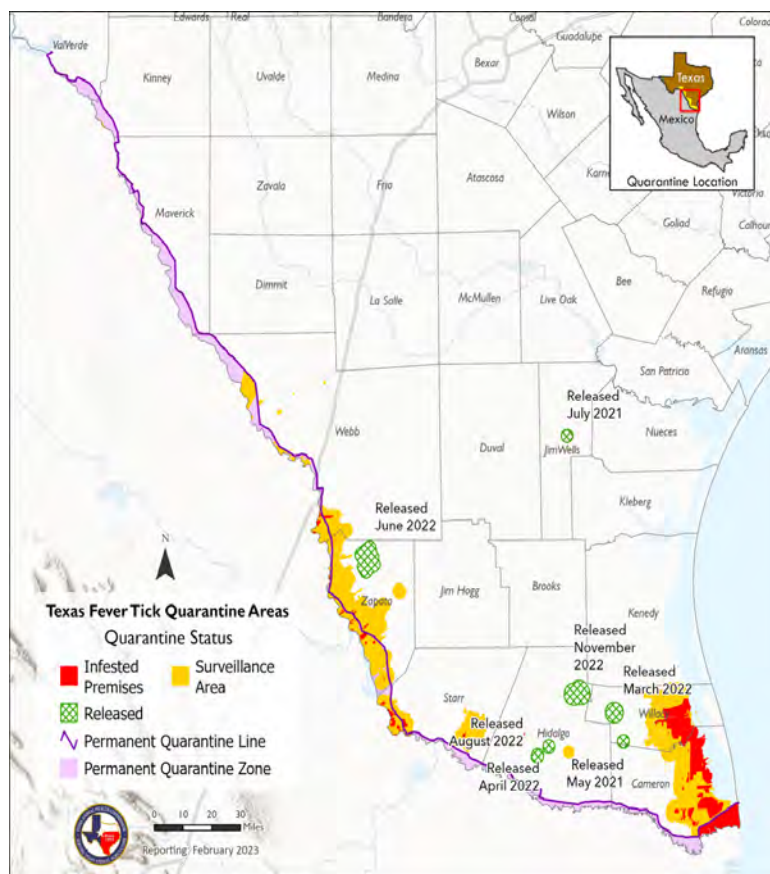 Edwards
Real
Bandera
Comal
Guadalupe
Colorado
ValVerde
Kinney
Uvalde
Medina
Bexar
Wilson
Texas
Mexico
Quarantine Location
Zavala
Frio
Atascosa
Karnes
Victoria
Maverick
Goliad
Calhoun
Dimmit
La Salle
McMullen
Live Oak
Bee
Refugio
Aransas
San Patricio
Released
July 2021
Webb
Duval
Jim Wells
Nueces
Kleberg
Released
June 2022
N
Zapata
Jim Hogg
Brooks
Kenedy
Texas Fever Tick Quarantine Areas
Quarantine Status
Infested
Premises
Surveillance
Area
Released
Permanent Quarantine Line
Permanent Quarantine Zone
Released
November
2022
Released
March 2022
Starr
Released
August 2022
Hidalgo
Willacy
Released
April 2022
Released
May 2021
Cameron
0 10 20 30
Miles
Reporting: February 2023